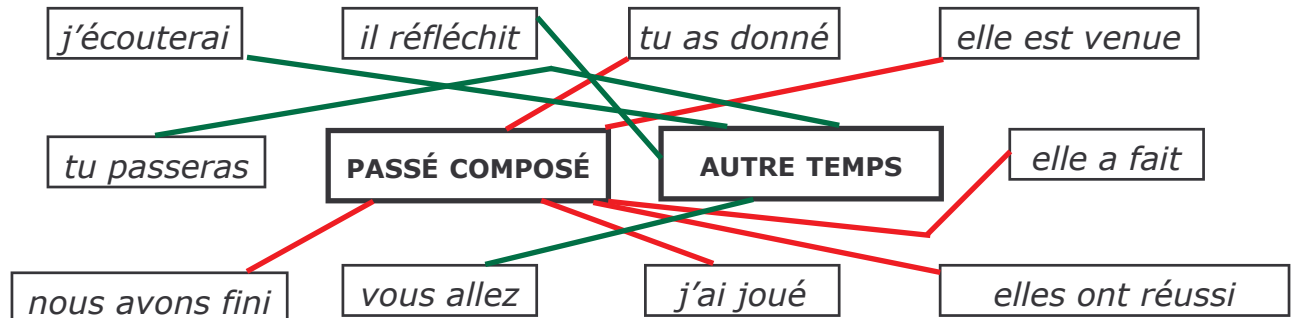 j'écouterai
il réfléchit
tu as donné
elle est venue
tu passeras
PASSÉ COMPOSÉ
AUTRE TEMPS
elle a fait
nous avons fini
vous allez
j'ai joué
elles ont réussi